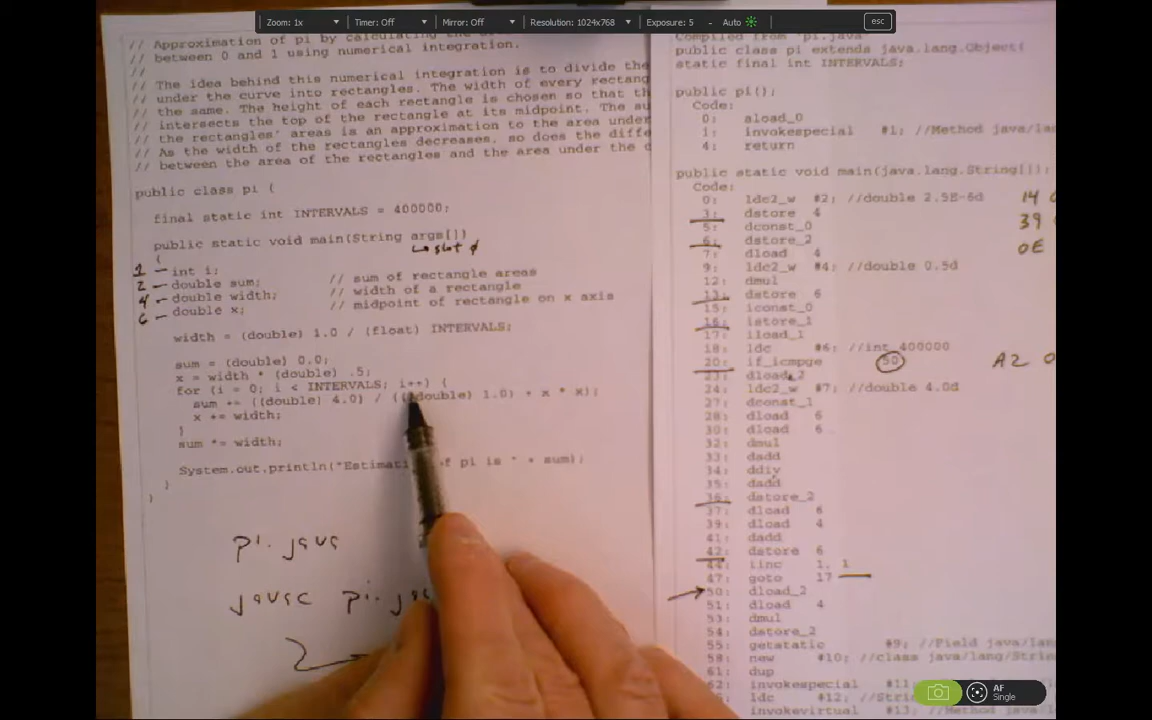 Zoom: 1x Timer: Off Mirror: Off Resolution: 1024x768 Exposure: 5 - Auto esc
// Approximation of pi by calculating the
// between 0 and 1 using numerical integration.
//
// The idea behind this numerical integration is to divide the
// under the curve into rectangles. The width of every rectang
// the same. The height of each rectangle is chosen so that th
// intersects the top of the rectangle at its midpoint. The su
// the rectangles' areas is an approximation to the area under
// As the width of the rectangles decreases, so does the diffe
// between the area of the rectangles and the area under the c
public class pi {
final static int INTERVALS = 400000;
public static void main(String args[])
slot ϕ
{
1 int i;
2 double sum; // sum of rectangle areas
4 double width; // width of a rectangle
6 double x; // midpoint of rectangle on x axis
width = (double) 1.0 / (float) INTERVALS;
sum = (double) 0.0;
x = width * (double) .5;
for (i = 0; i < INTERVALS; i++) {
sum += ((double) 4.0) / (((double) 1.0) + x * x);
x += width;
}
sum *= width;
System.out.println("Estimati of pi is " + sum);
}
}
pi.java
javac pi.ja
Compiled from "pi.java"
public class pi extends java.lang.Object{
static final int INTERVALS;
public pi();
Code:
0: aload_0
1: invokespecial #1; //Method java/lan
4: return
public static void main(java.lang.String[]);
Code:
0: ldc2_w #2; //double 2.5E-6d 14
3: dstore 4
5: dconst_0 39
6: dstore_2
7: dload 4 0E
9: ldc2_w #4; //double 0.5d
12: dmul
13: dstore 6
15: iconst_0
16: istore_1
17: iload_1
18: ldc #6; //int 400000
20: if_icmpge 50 A2 0
23: dload_2
24: ldc2_w #7; //double 4.0d
27: dconst_1
28: dload 6
30: dload 6
32: dmul
33: dadd
34: ddiv
35: dadd
36: dstore_2
37: dload 6
39: dload 4
41: dadd
42: dstore 6
44: iinc 1, 1
47: goto 17
50: dload_2
51: dload 4
53: dmul
54: dstore_2
55: getstatic #9; //Field java/lan
58: new #10; //class java/lang/Strin
61: dup
62: invokespecial #11;
ldc #12; //Stri
invokevirtual #13; //Method java/
AF
Single